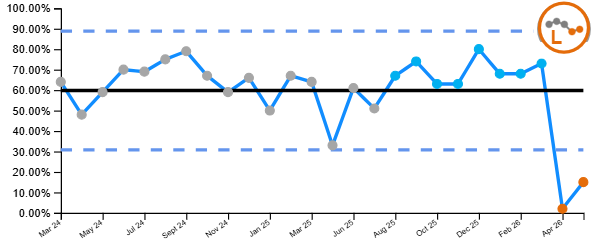 100.00%
90.00%
80.00%
70.00%
60.00%
50.00%
40.00%
30.00%
20.00%
10.00%
0.00%
Mar 24
May 24
Jul 24
Sept 24
Nov 24
Jan 25
Mar 25
Jun 25
Aug 25
Oct 25
Dec 25
Feb 26
Apr 26
L